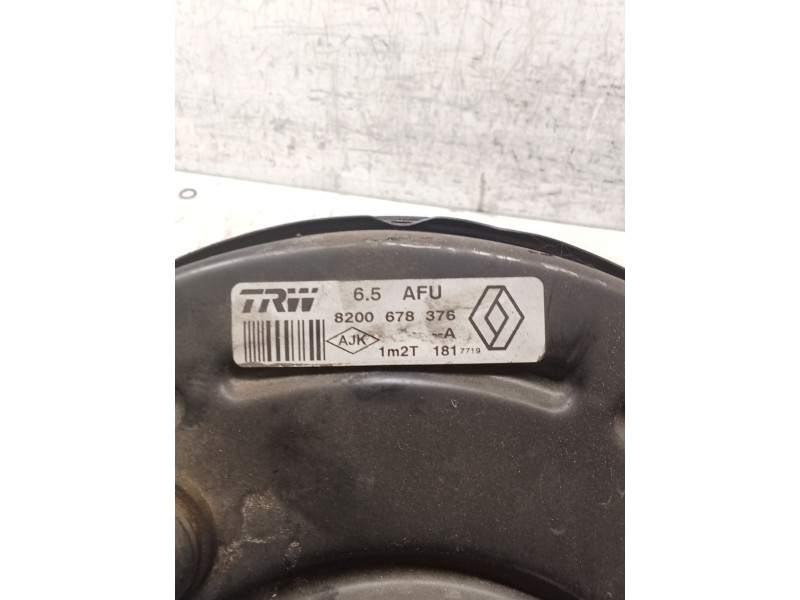 TRW 6.5 AFU
8200 678 376
AJK --A
1m2T 181 7719